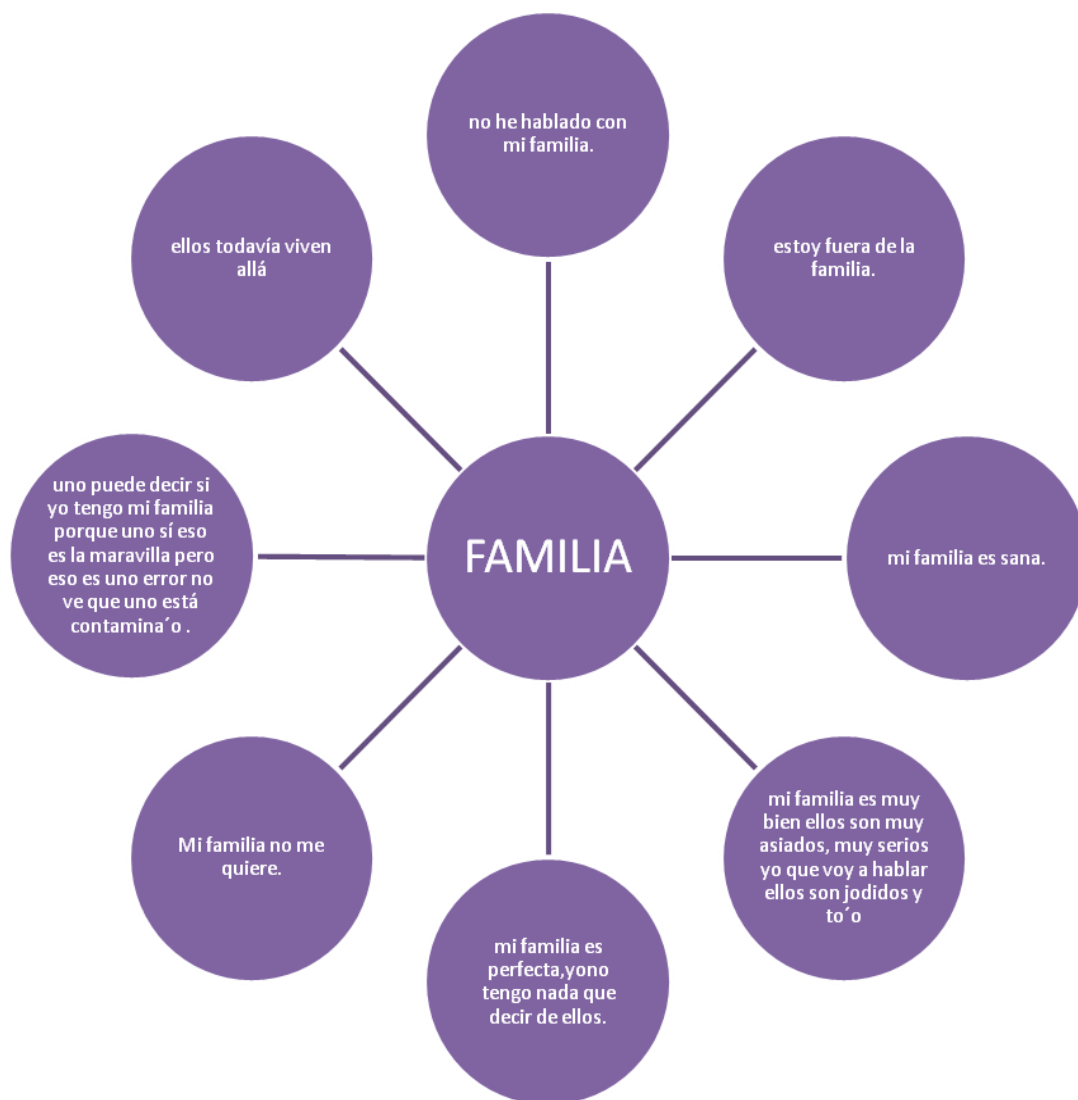 no he hablado con
mi familia.
estoy fuera de la
familia.
mi familia es sana.
mi familia es muy
bien ellos son muy
asiados, muy serios
yo que voy a hablar
ellos son jodidos y
to´o
mi familia es
perfecta,yono
tengo nada que
decir de ellos.
Mi familia no me
quiere.
uno puede decir si
yo tengo mi familia
porque uno sí eso
es la maravilla pero
eso es uno error no
ve que uno está
contamina´o .
ellos todavía viven
allá
FAMILIA